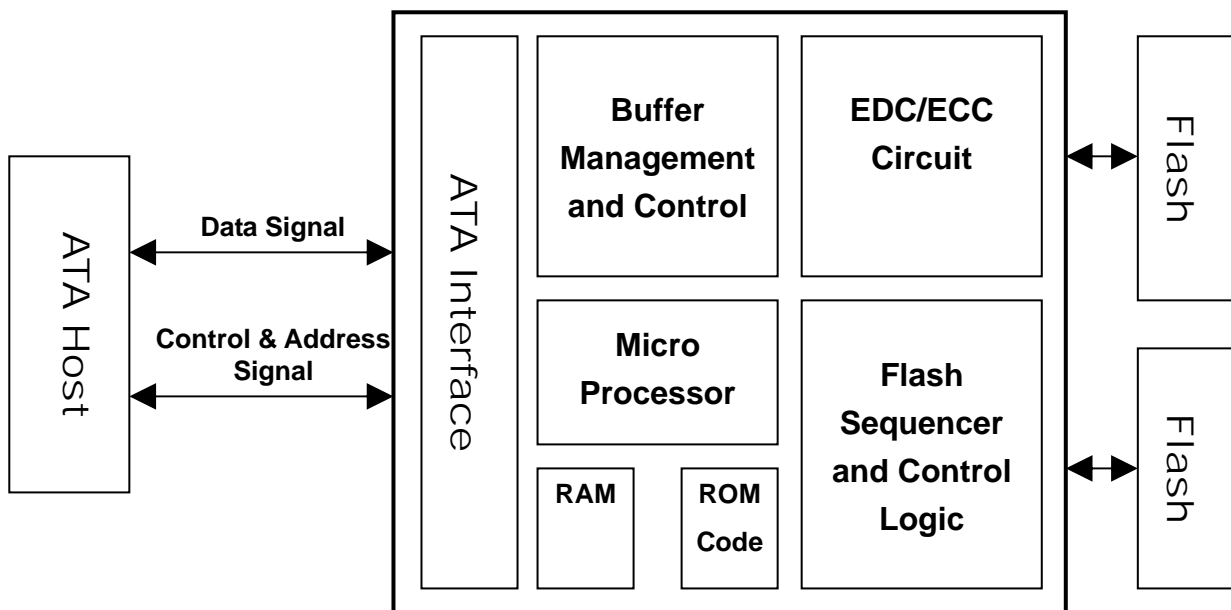 ATA Host
Data Signal
Control & Address
Signal
ATA Interface
Buffer
Management
and Control
EDC/ECC
Circuit
Micro
Processor
Flash
Sequencer
and Control
Logic
RAM
ROM
Code
Flash
Flash